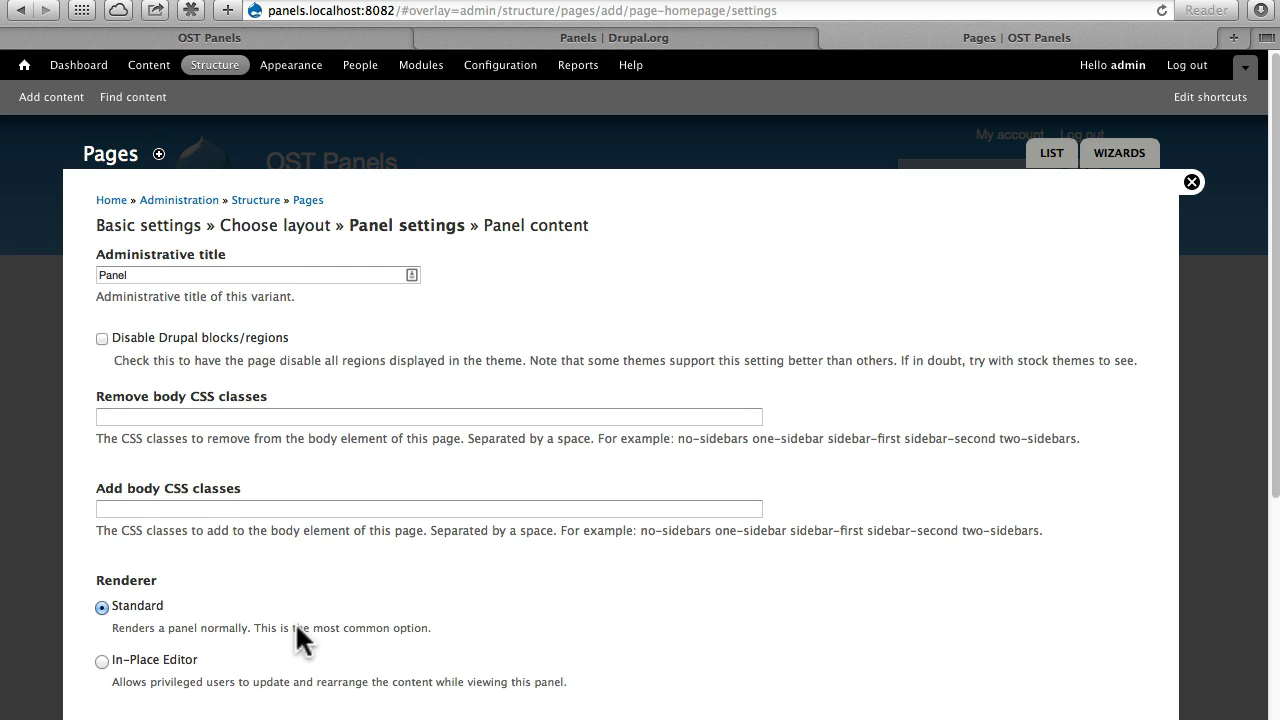 panels.localhost:8082/#overlay=admin/structure/pages/add/page-homepage/settings
Reader
OST Panels
Panels | Drupal.org
Pages | OST Panels
Dashboard Content Structure Appearance People Modules Configuration Reports Help
Hello admin Log out
Add content Find content
Edit shortcuts
My account Log out
Pages
OST Panels
LIST WIZARDS
Home » Administration » Structure » Pages
Basic settings » Choose layout » Panel settings » Panel content
Administrative title
Panel
Administrative title of this variant.
Disable Drupal blocks/regions
Check this to have the page disable all regions displayed in the theme. Note that some themes support this setting better than others. If in doubt, try with stock themes to see.
Remove body CSS classes
The CSS classes to remove from the body element of this page. Separated by a space. For example: no-sidebars one-sidebar sidebar-first sidebar-second two-sidebars.
Add body CSS classes
The CSS classes to add to the body element of this page. Separated by a space. For example: no-sidebars one-sidebar sidebar-first sidebar-second two-sidebars.
Renderer
Standard
Renders a panel normally. This is the most common option.
In-Place Editor
Allows privileged users to update and rearrange the content while viewing this panel.